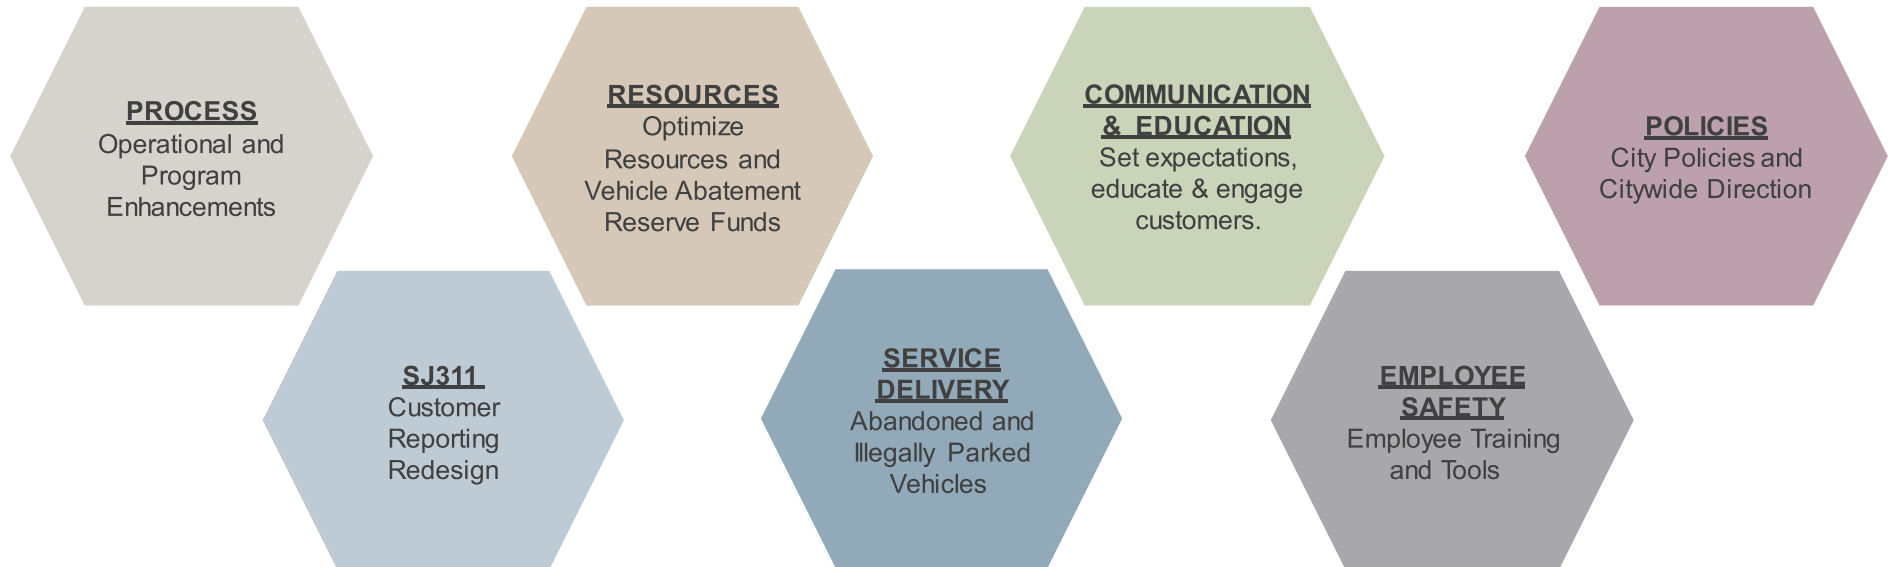 PROCESS
Operational and
Program
Enhancements
SJ311
Customer
Reporting
Redesign
RESOURCES
Optimize
Resources and
Vehicle Abatement
Reserve Funds
SERVICE
DELIVERY
Abandoned and
Illegally Parked
Vehicles
COMMUNICATION
& EDUCATION
Set expectations,
educate & engage
customers.
EMPLOYEE
SAFETY
Employee Training
and Tools
POLICIES
City Policies and
Citywide Direction